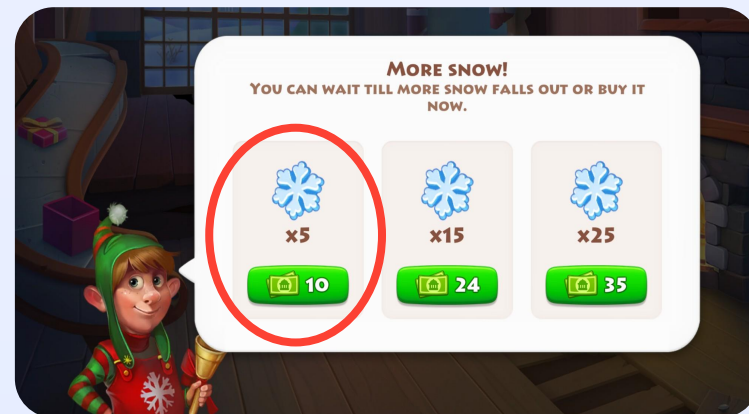 MORE SNOW!
YOU CAN WAIT TILL MORE SNOW FALLS OUT OR BUY IT
NOW.
x5
x15
x25
10
24
35